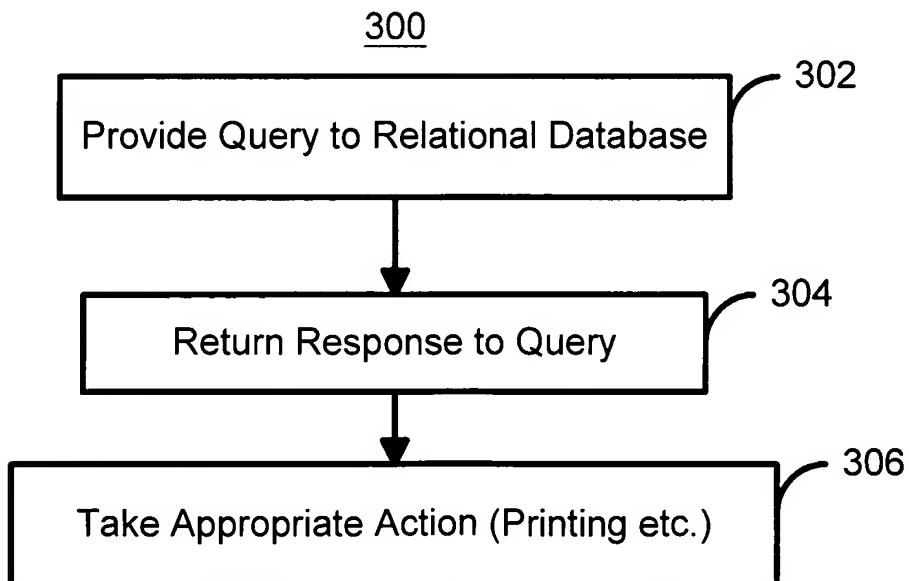 300
302
Provide Query to Relational Database
304
Return Response to Query
306
Take Appropriate Action (Printing etc.)